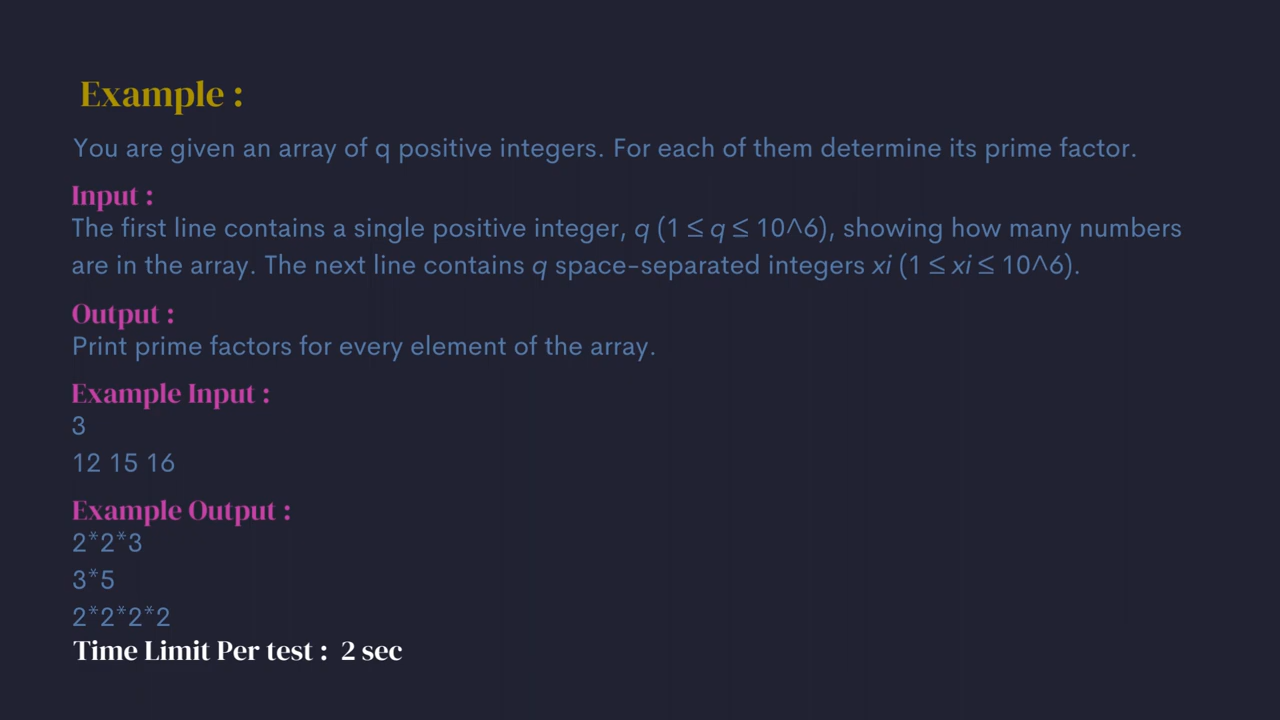 Example :
You are given an array of q positive integers. For each of them determine its prime factor.
Input :
The first line contains a single positive integer, q (1 ≤ q ≤ 10^6), showing how many numbers
are in the array. The next line contains q space-separated integers xi (1 ≤ xi ≤ 10^6).
Output :
Print prime factors for every element of the array.
Example Input :
3
12 15 16
Example Output :
2*2*3
3*5
2*2*2*2
Time Limit Per test : 2 sec